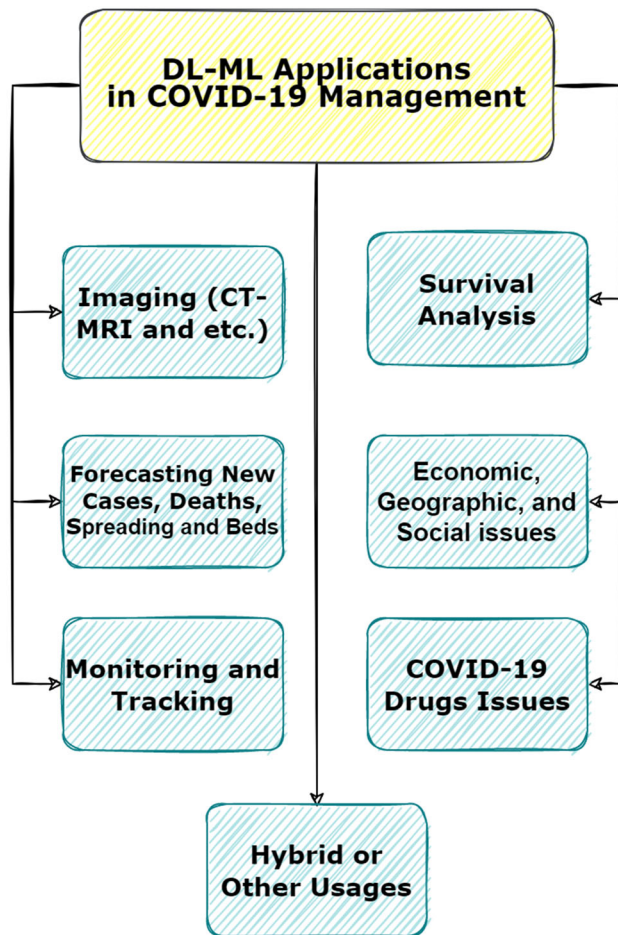 DL-ML Applications
in COVID-19 Management
Imaging (CT-
MRI and etc.)
Survival
Analysis
Forecasting New
Cases, Deaths,
Spreading and Beds
Economic,
Geographic, and
Social issues
Monitoring and
Tracking
COVID-19
Drugs Issues
Hybrid or
Other Usages